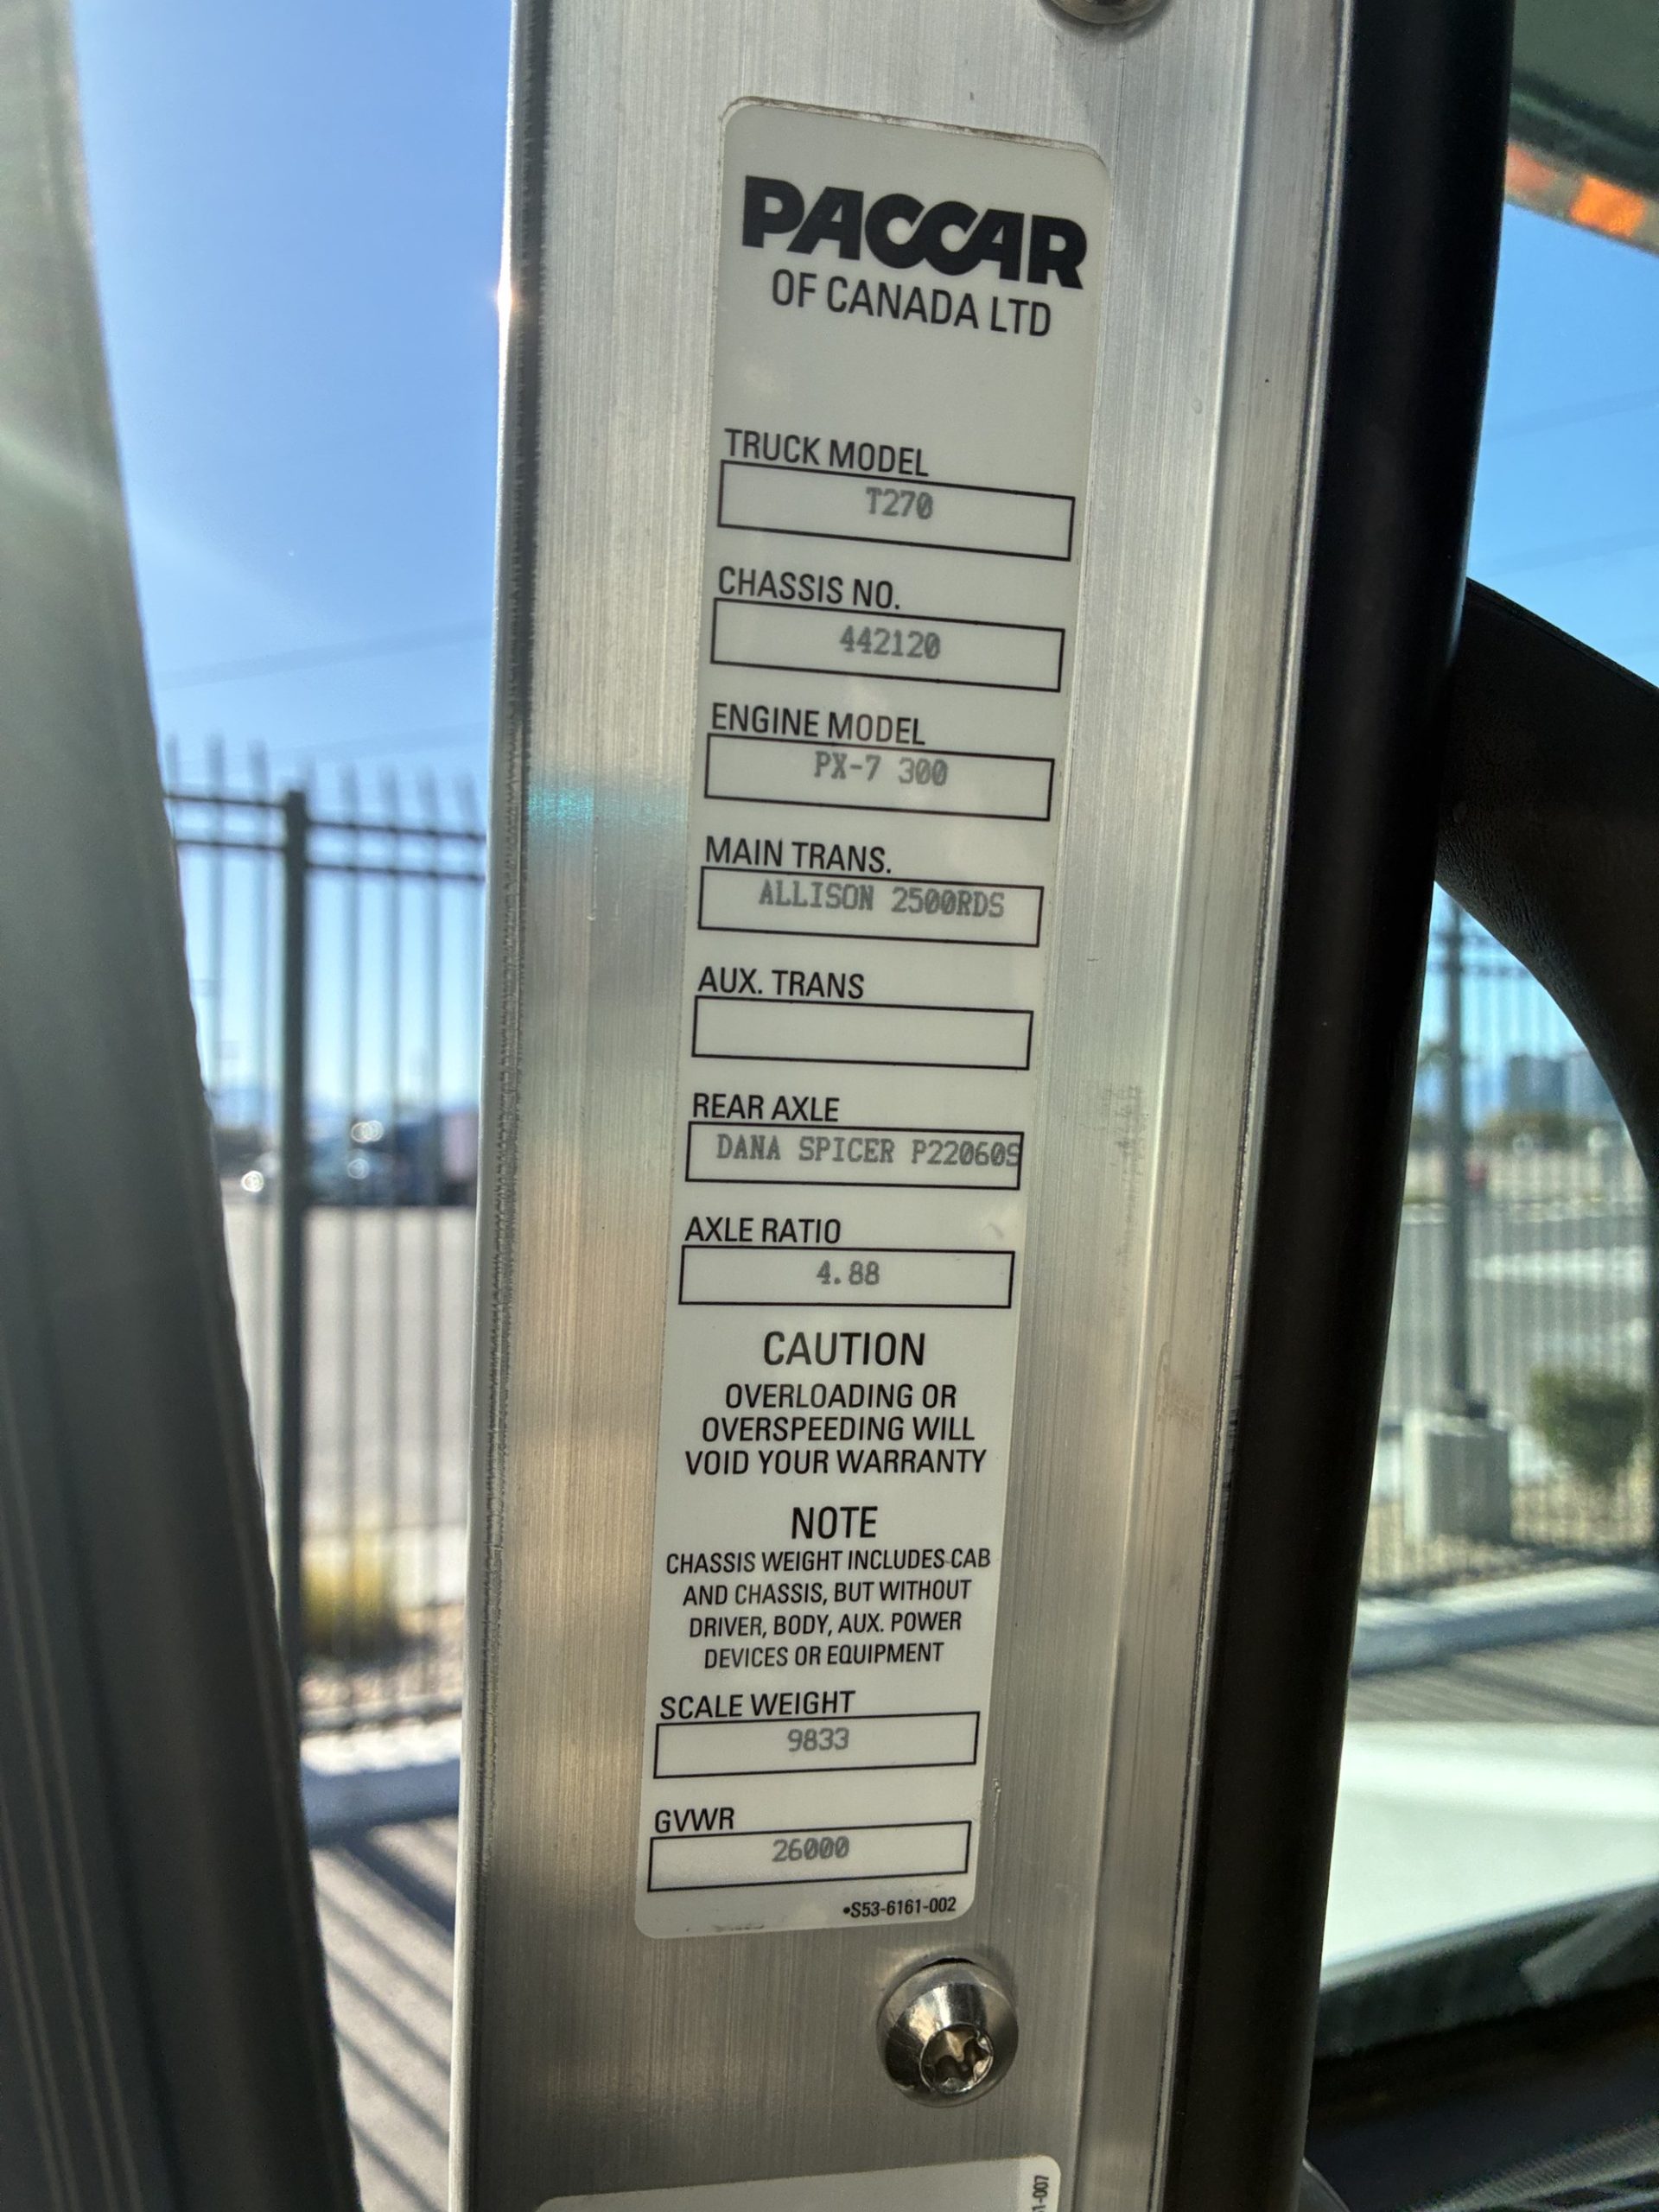 PACCAR
OF CANADA LTD
TRUCK MODEL
T270
CHASSIS NO.
442120
ENGINE MODEL
PX-7 300
MAIN TRANS.
ALLISON 2500RDS
AUX. TRANS
REAR AXLE
DANA SPICER P22060S
AXLE RATIO
4.88
CAUTION
OVERLOADING OR
OVERSPEEDING WILL
VOID YOUR WARRANTY
NOTE
CHASSIS WEIGHT INCLUDES CAB
AND CHASSIS, BUT WITHOUT
DRIVER, BODY, AUX. POWER
DEVICES OR EQUIPMENT
SCALE WEIGHT
9833
GVWR
26000
•S53-6161-002